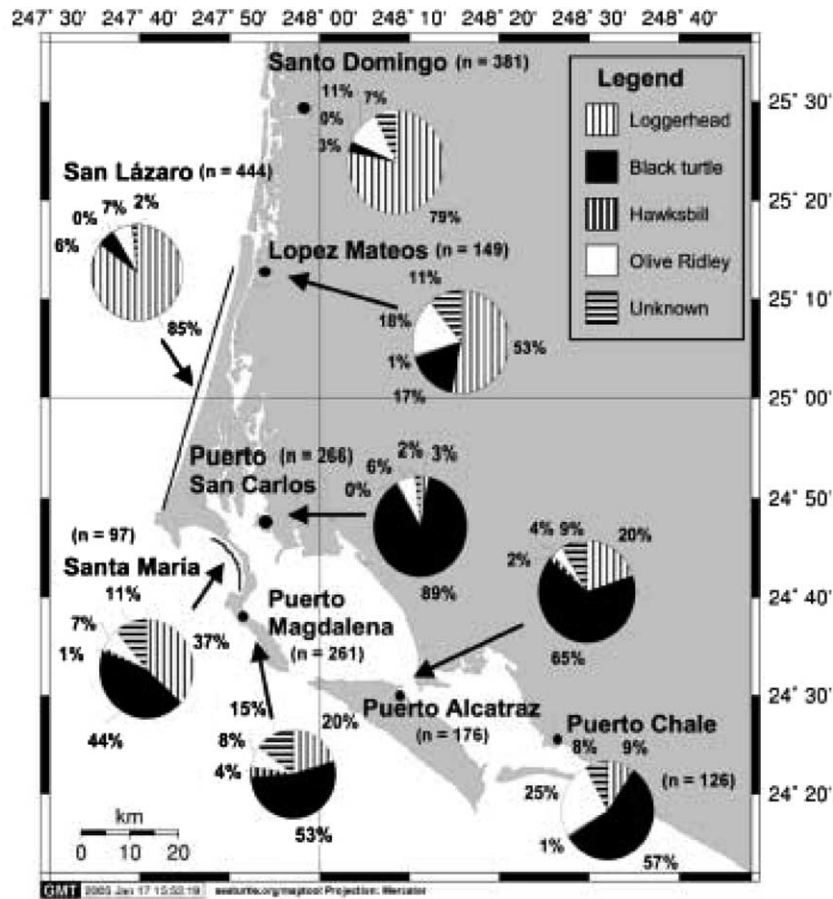 247˚ 30' 247˚ 40' 247˚ 50' 248˚ 00' 248˚ 10' 248˚ 20' 248˚ 30' 248˚ 40'
Santo Domingo (n = 381)
11% 7%
0%
3%
79%
Legend
Loggerhead
Black turtle
Hawksbill
Olive Ridley
Unknown
25˚ 30'
25˚ 20'
25˚ 10'
25˚ 00'
24˚ 50'
24˚ 40'
24˚ 30'
24˚ 20'
San Lázaro (n = 444)
0% 7% 2%
6%
85%
Lopez Mateos (n = 149)
11%
18%
53%
1%
17%
Puerto (n = 266)
San Carlos
2% 3%
6%
0%
89%
(n = 97)
Santa Maria
11%
7%
37%
1%
44%
Puerto
Magdalena
(n = 261)
15%
20%
8%
4%
53%
4% 9% 20%
2%
65%
Puerto Alcatraz
(n = 176)
Puerto Chale
8% 9%
(n = 126)
25%
1%
57%
km
0 10 20
GMT 2005 Jan 17 15:53:19 seaturtle.org/maptool Projection: Mercator